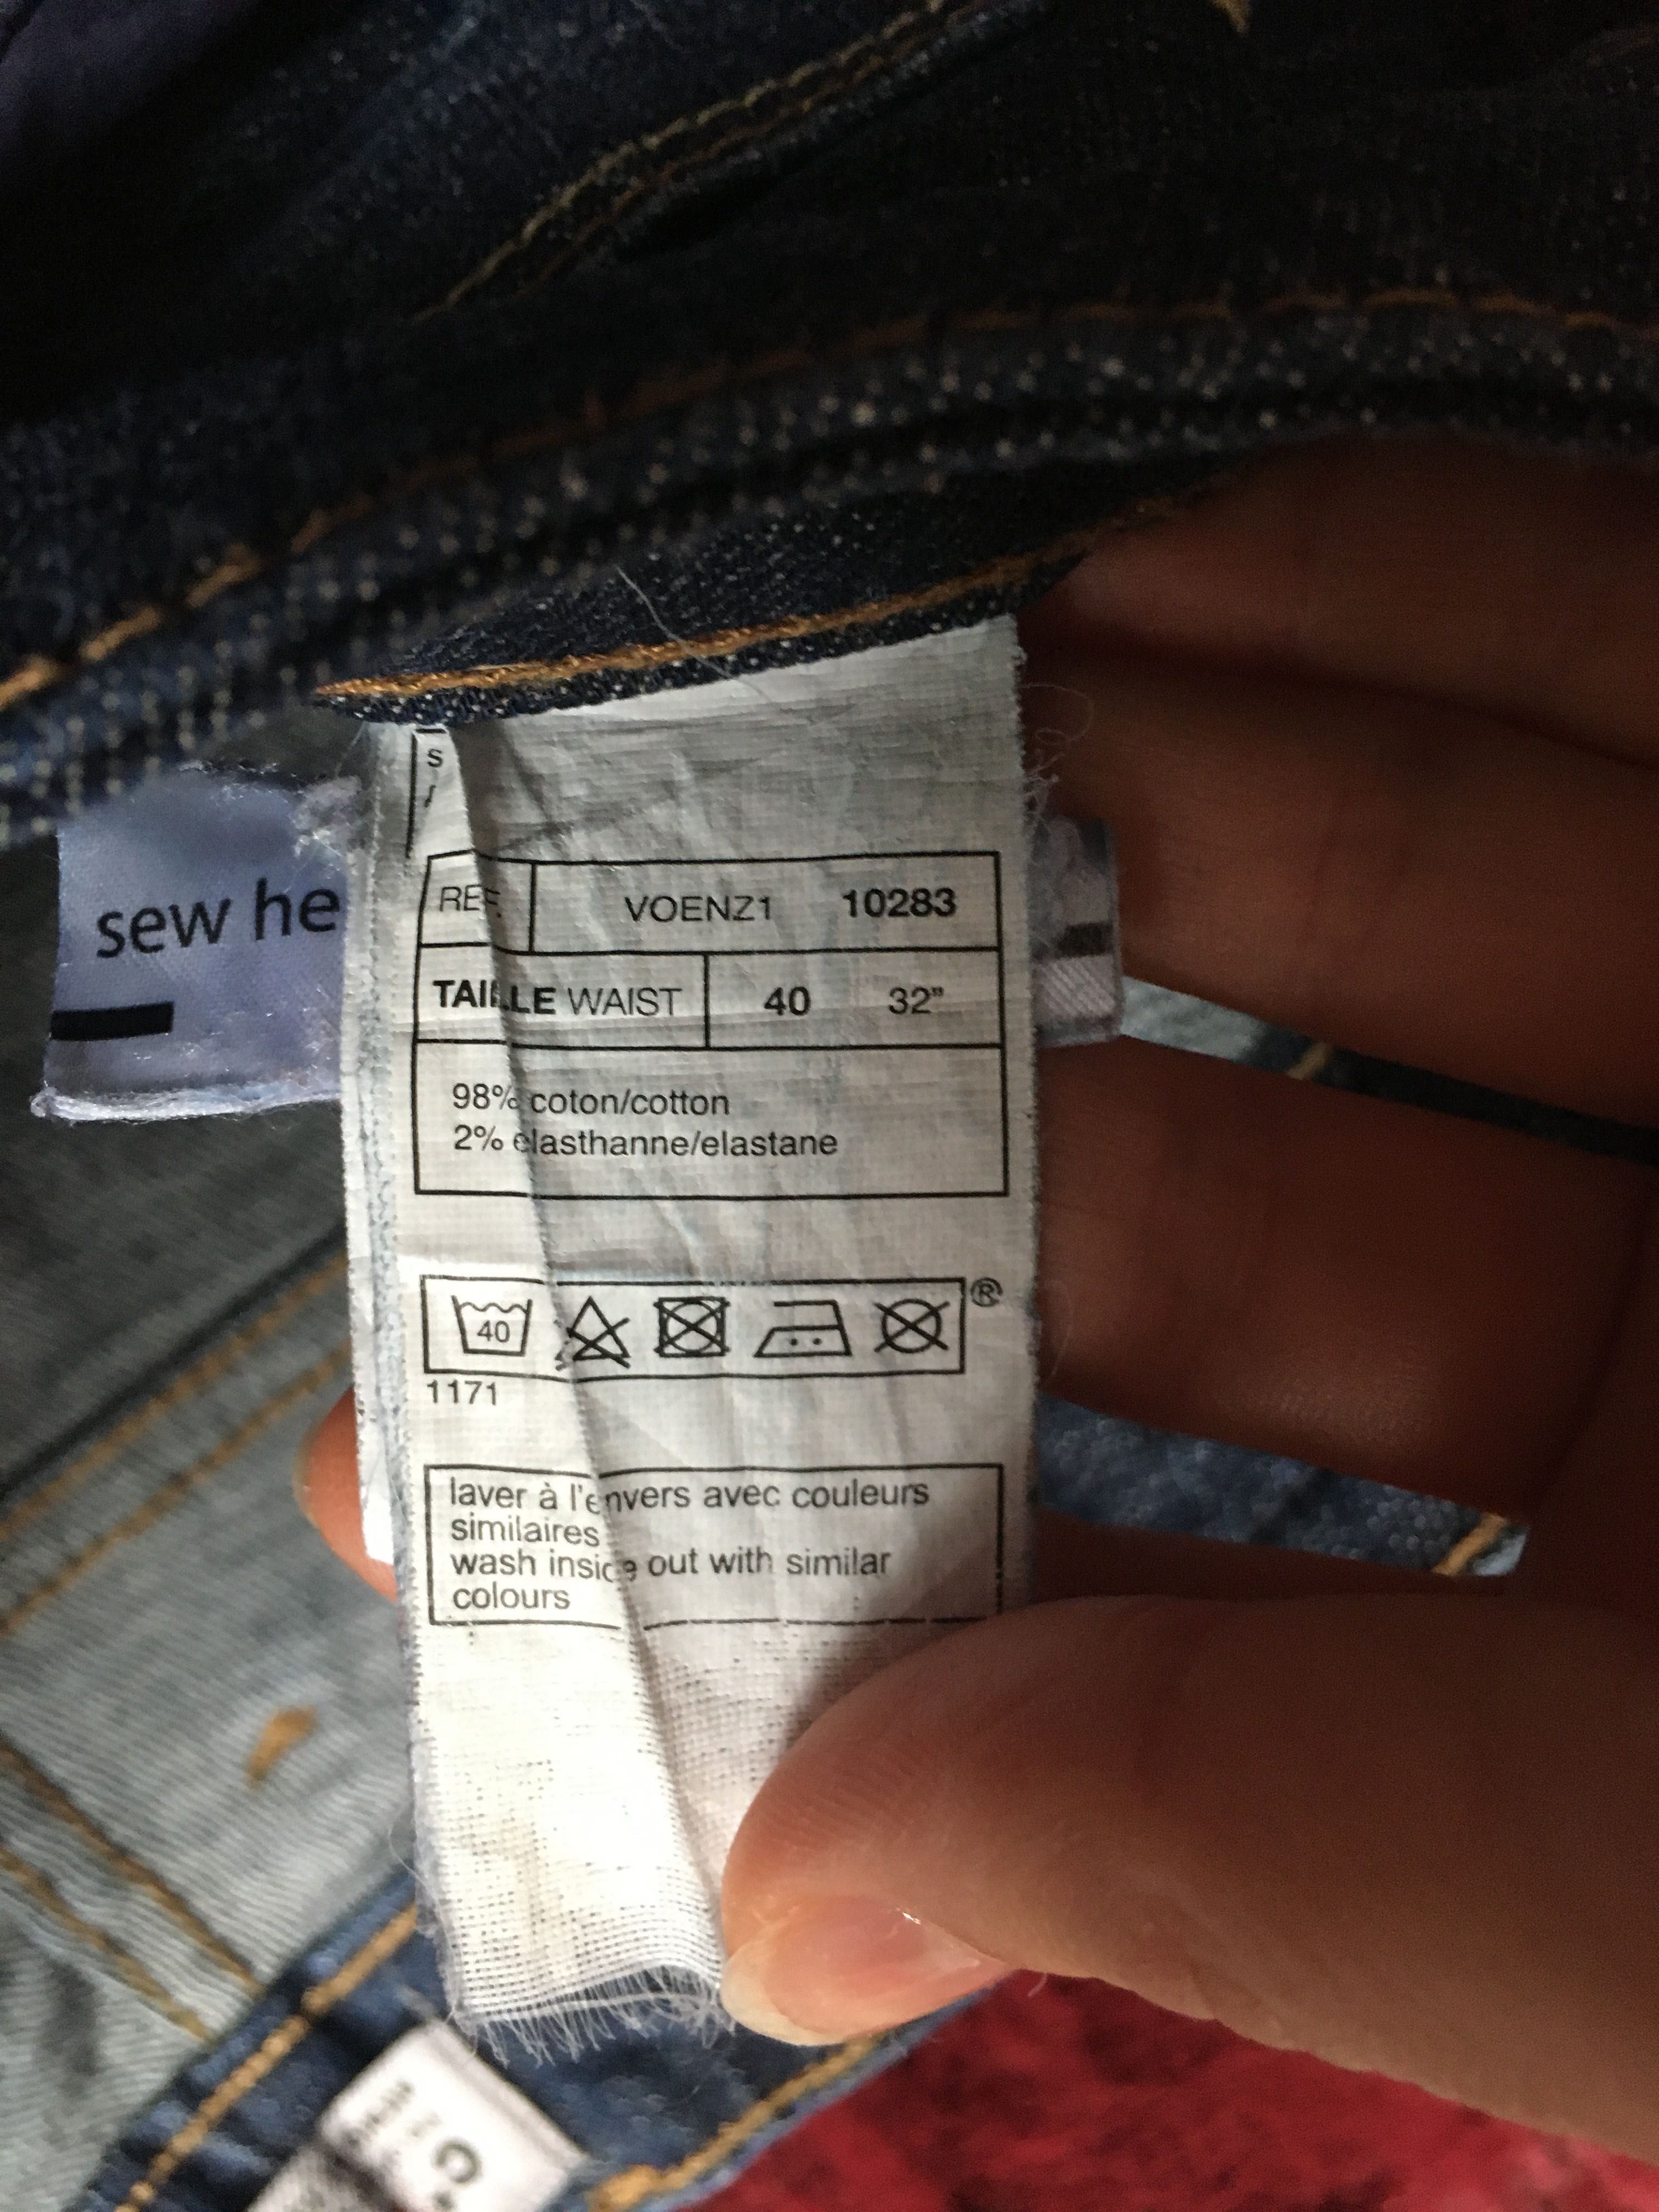 s
sew he
REF. VOENZ1 10283
TAILLE WAIST 40 32"
98% coton/cotton
2% elasthanne/elastane
40
®
1171
laver à l'envers avec couleurs
similaires
wash inside out with similar
colours